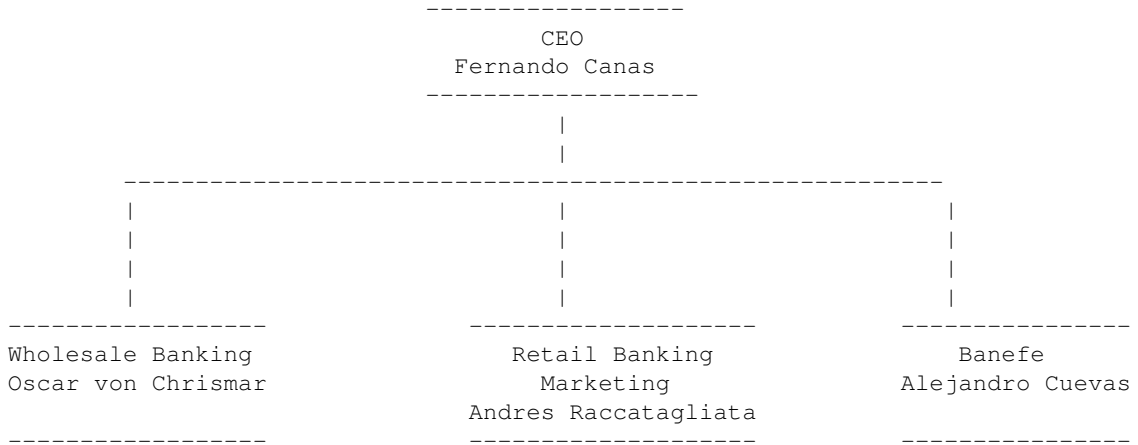 CEO
Fernando Canas
Wholesale Banking
Oscar von Chrismar
Retail Banking
Marketing
Andres Raccatagliata
Banefe
Alejandro Cuevas